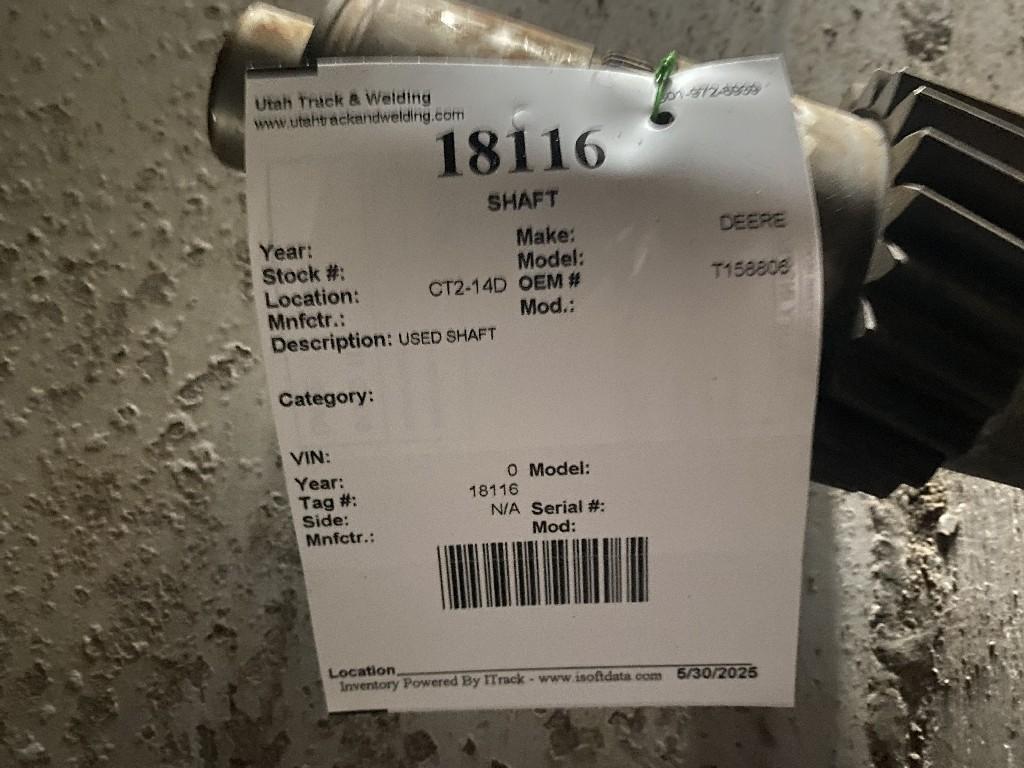 Utah Track & Welding
www.utahtrackandwelding.com
18116
SHAFT
Year:
Make: DEERE
Stock #:
Model:
Location: CT2-14D
OEM # T158808
Mnfctr.:
Mod.:
Description: USED SHAFT
Category:
VIN:
Year: 0
Model:
Tag #: 18116
Side: N/A
Serial #:
Mnfctr.:
Mod:
Location
Inventory Powered By ITrack - www.isoftdata.com
5/30/2025